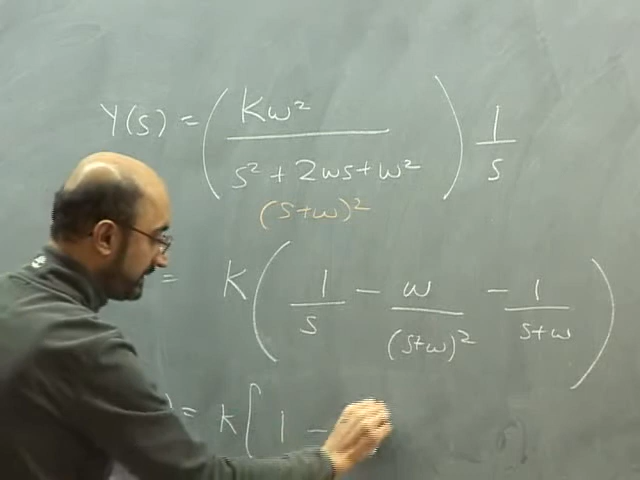 Y(s) = ( Kω² / (s² + 2ωs + ω²) ) 1/s
(s+ω)²
= K ( 1/s − ω/(s+ω)² − 1/(s+ω) )
) = K [ 1 −